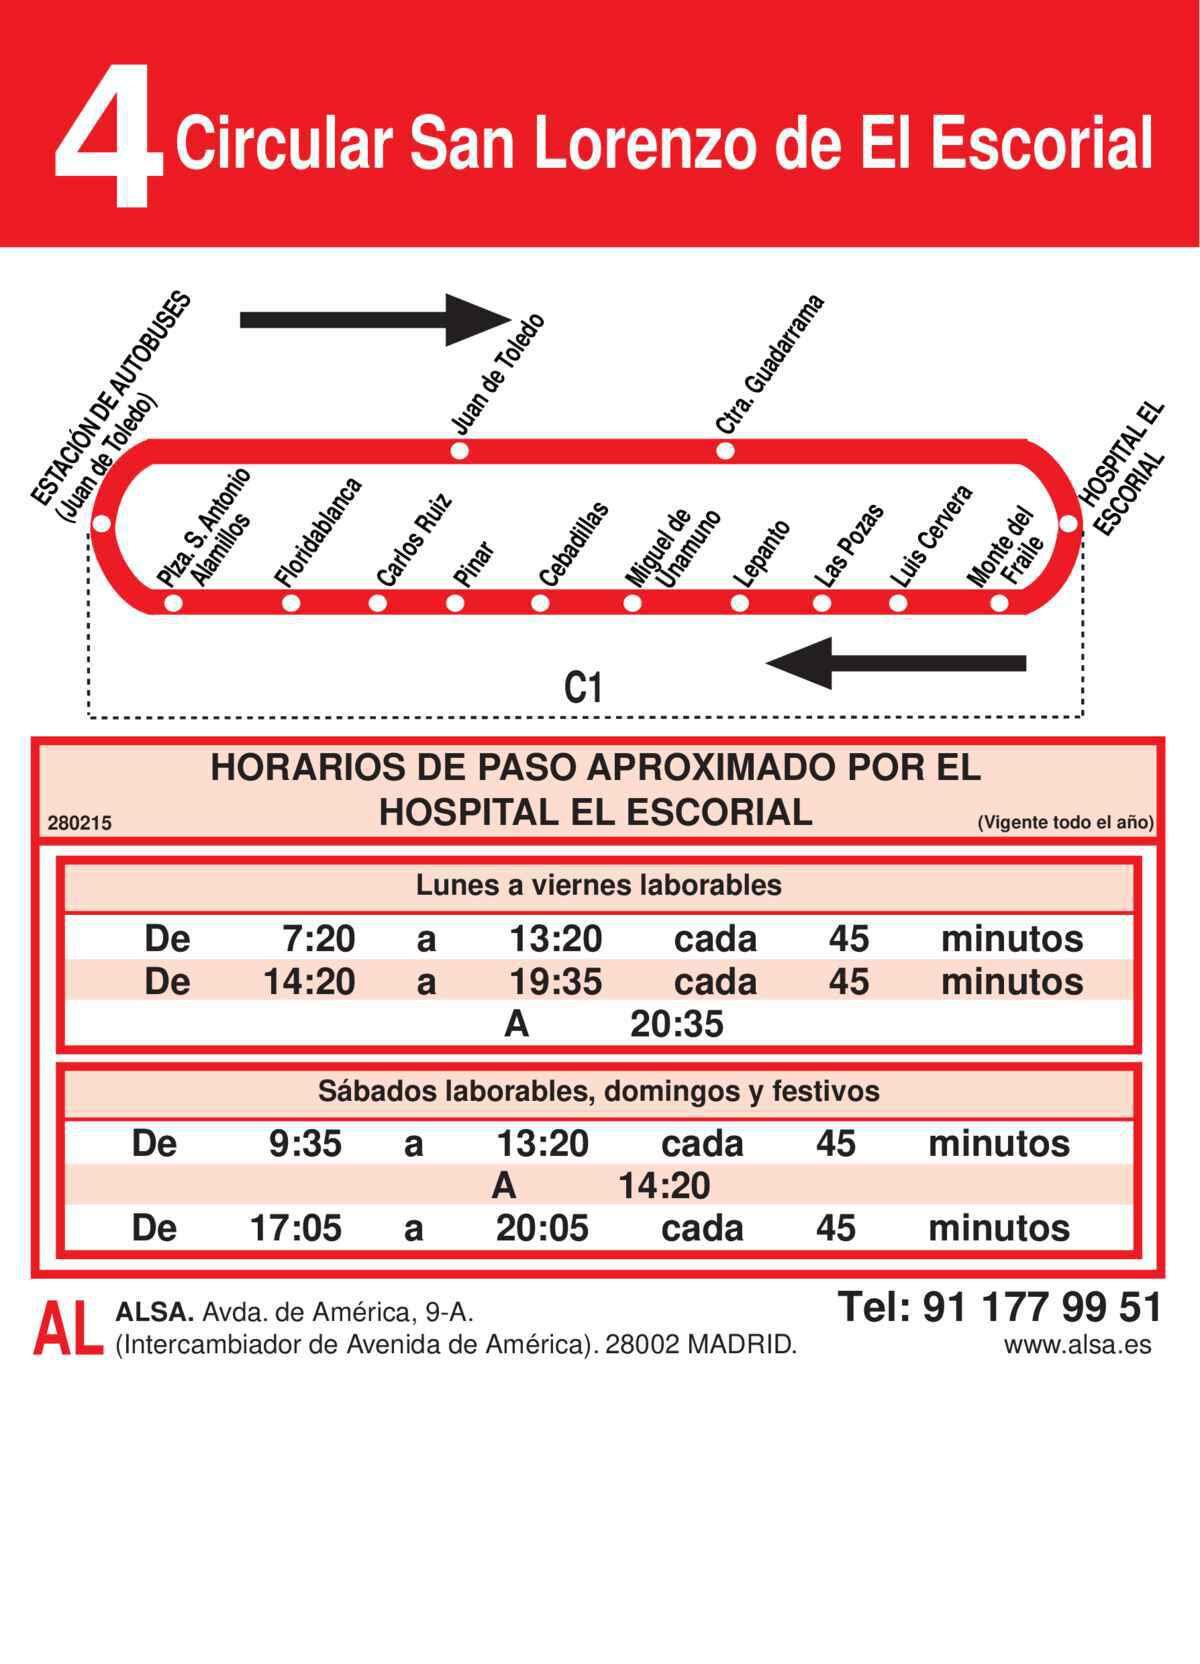 4 Circular San Lorenzo de El Escorial
ESTACIÓN DE AUTOBUSES
(Juan de Toledo)
Juan de Toledo
Ctra. Guadarrama
HOSPITAL EL
ESCORIAL
Plza. S. Antonio
Alamillos
Floridablanca
Carlos Ruiz
Pinar
Cebadillas
Miguel de
Unamuno
Lepanto
Las Pozas
Luis Cervera
Monte del
Fraile
C1
HORARIOS DE PASO APROXIMADO POR EL
HOSPITAL EL ESCORIAL
280215
(Vigente todo el año)
Lunes a viernes laborables
De 7:20 a 13:20 cada 45 minutos
De 14:20 a 19:35 cada 45 minutos
A 20:35
Sábados laborables, domingos y festivos
De 9:35 a 13:20 cada 45 minutos
A 14:20
De 17:05 a 20:05 cada 45 minutos
AL
ALSA. Avda. de América, 9-A.
(Intercambiador de Avenida de América). 28002 MADRID.
Tel: 91 177 99 51
www.alsa.es